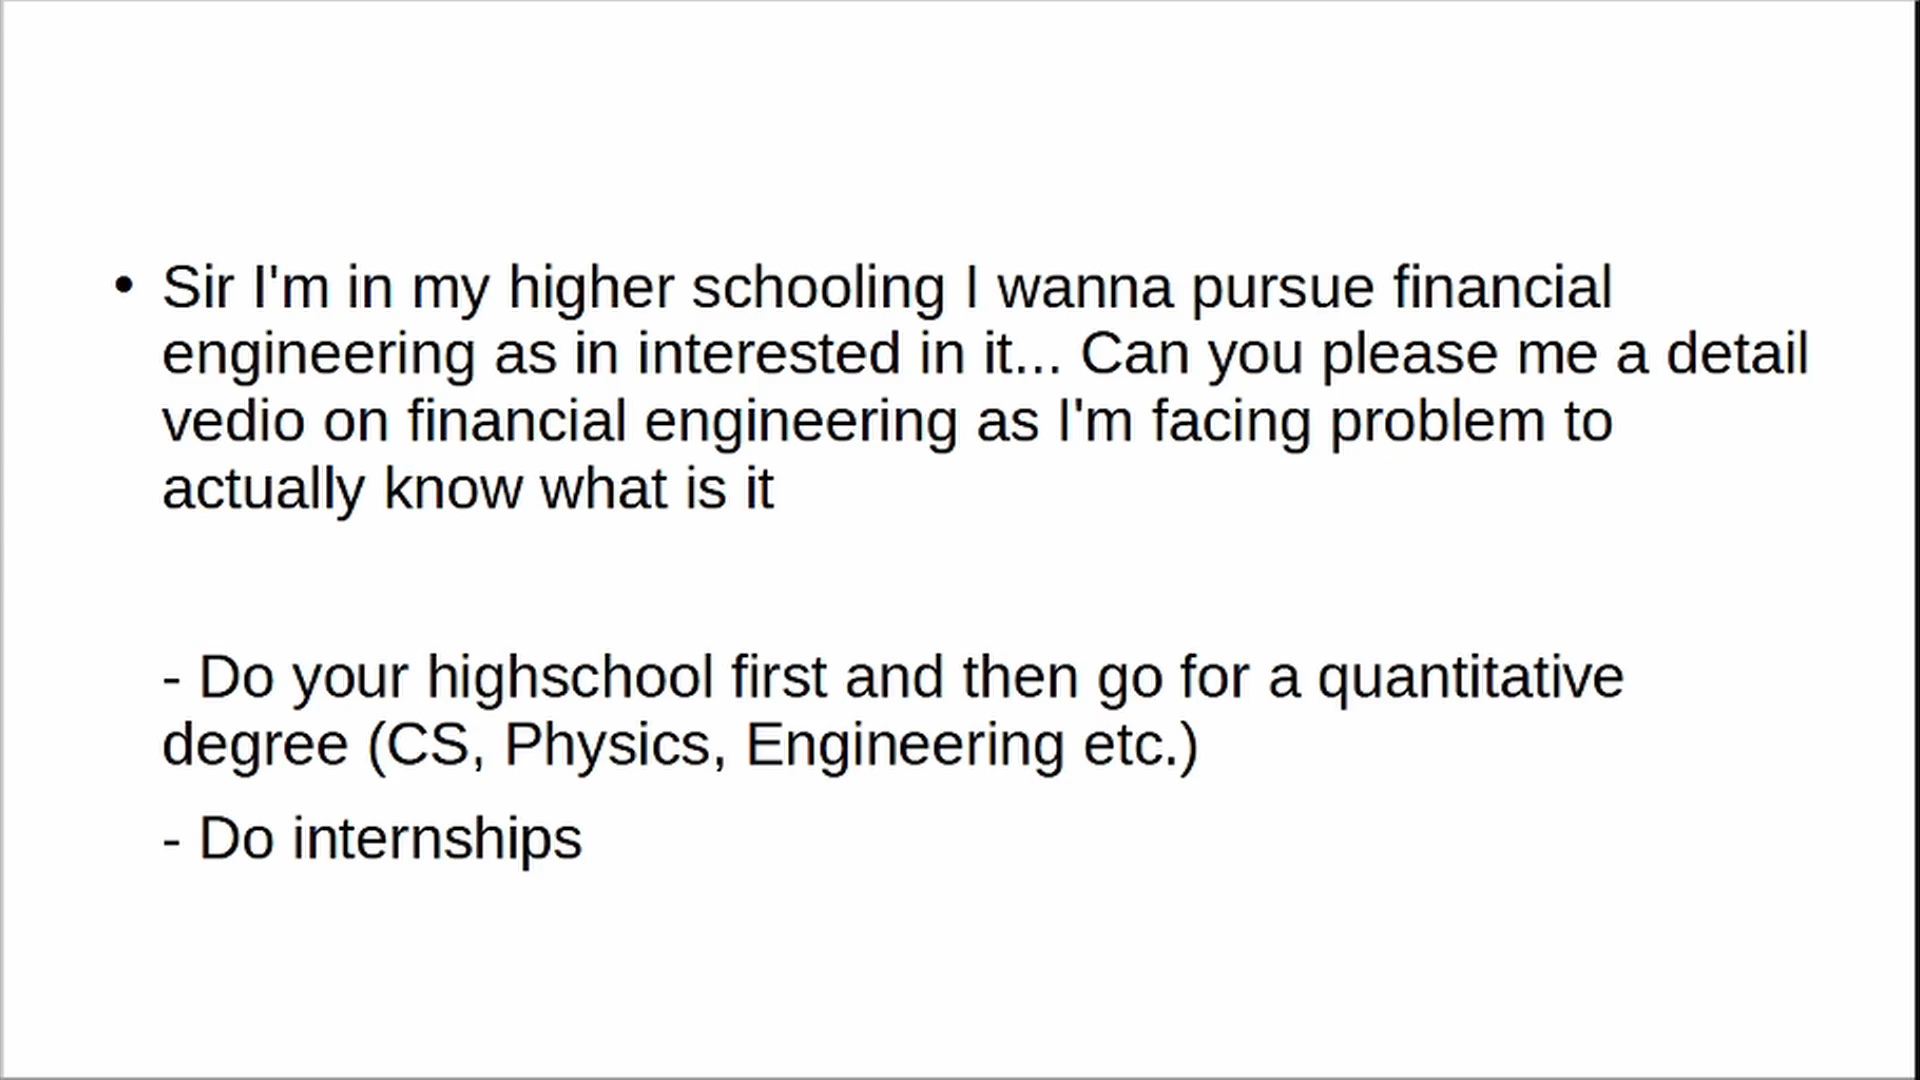 • Sir I'm in my higher schooling I wanna pursue financial
engineering as in interested in it... Can you please me a detail
vedio on financial engineering as I'm facing problem to
actually know what is it
- Do your highschool first and then go for a quantitative
degree (CS, Physics, Engineering etc.)
- Do internships